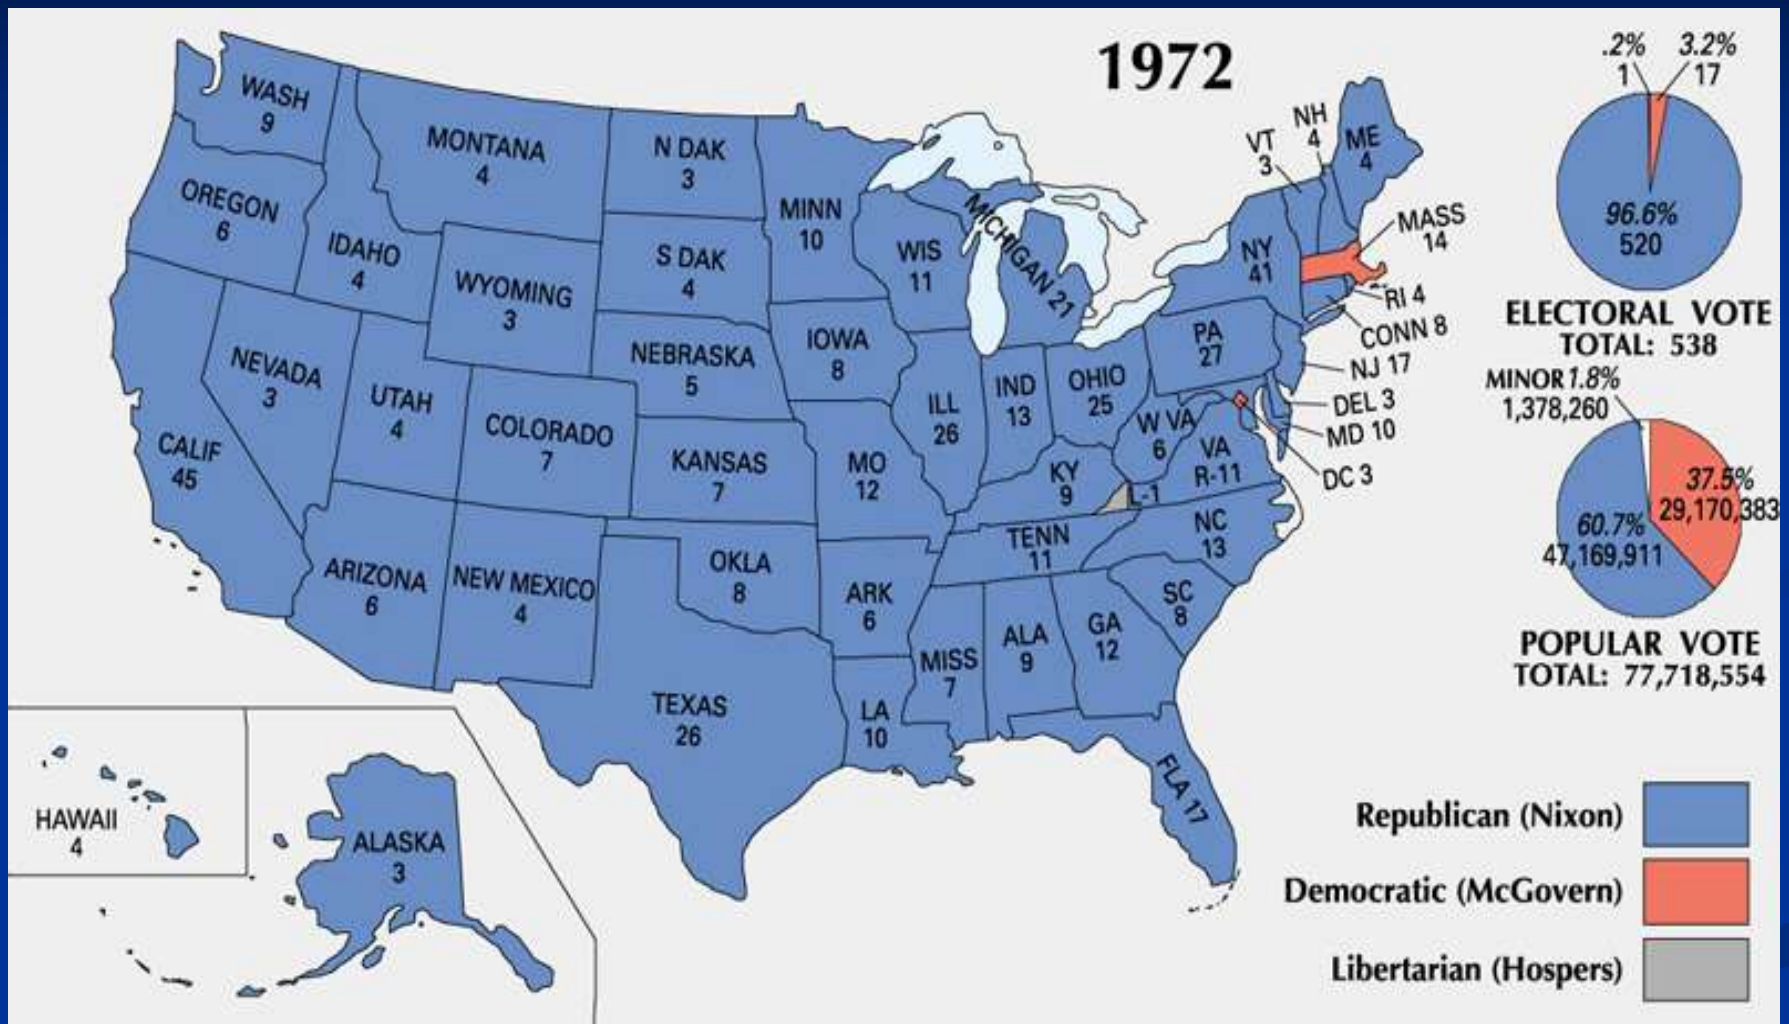 1972
WASH
9
OREGON
6
CALIF
45
NEVADA
3
IDAHO
4
MONTANA
4
WYOMING
3
UTAH
4
COLORADO
7
ARIZONA
6
NEW MEXICO
4
N DAK
3
S DAK
4
NEBRASKA
5
KANSAS
7
OKLA
8
TEXAS
26
MINN
10
IOWA
8
MO
12
ARK
6
LA
10
WIS
11
ILL
26
MICHIGAN 21
IND
13
OHIO
25
KY
9
TENN
11
MISS
7
ALA
9
GA
12
FLA 17
SC
8
NC
13
VA
R-11
L-1
W VA
6
PA
27
NY
41
VT
3
NH
4
ME
4
MASS
14
RI 4
CONN 8
NJ 17
DEL 3
MD 10
DC 3
HAWAII
4
ALASKA
3
.2%
1
3.2%
17
96.6%
520
ELECTORAL VOTE
TOTAL: 538
MINOR 1.8%
1,378,260
37.5%
29,170,383
60.7%
47,169,911
POPULAR VOTE
TOTAL: 77,718,554
Republican (Nixon)
Democratic (McGovern)
Libertarian (Hospers)